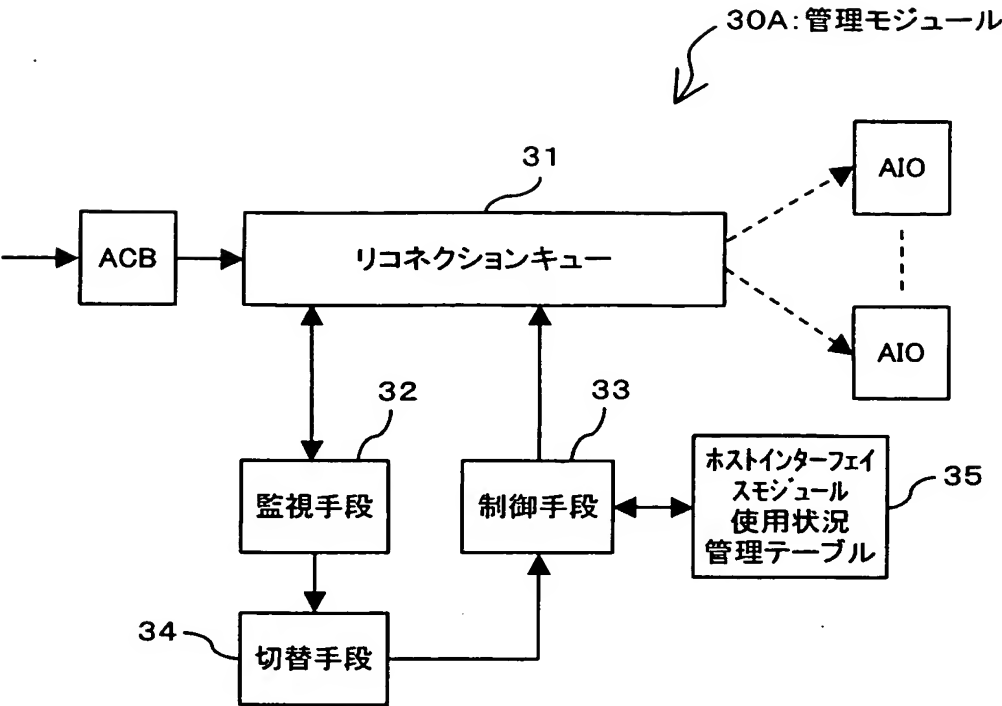 30A:管理モジュール
31
AIO
ACB
リコネクションキュー
AIO
32
33
監視手段
制御手段
ホストインターフェイ
スモジュール
使用状況
管理テーブル
35
34
切替手段